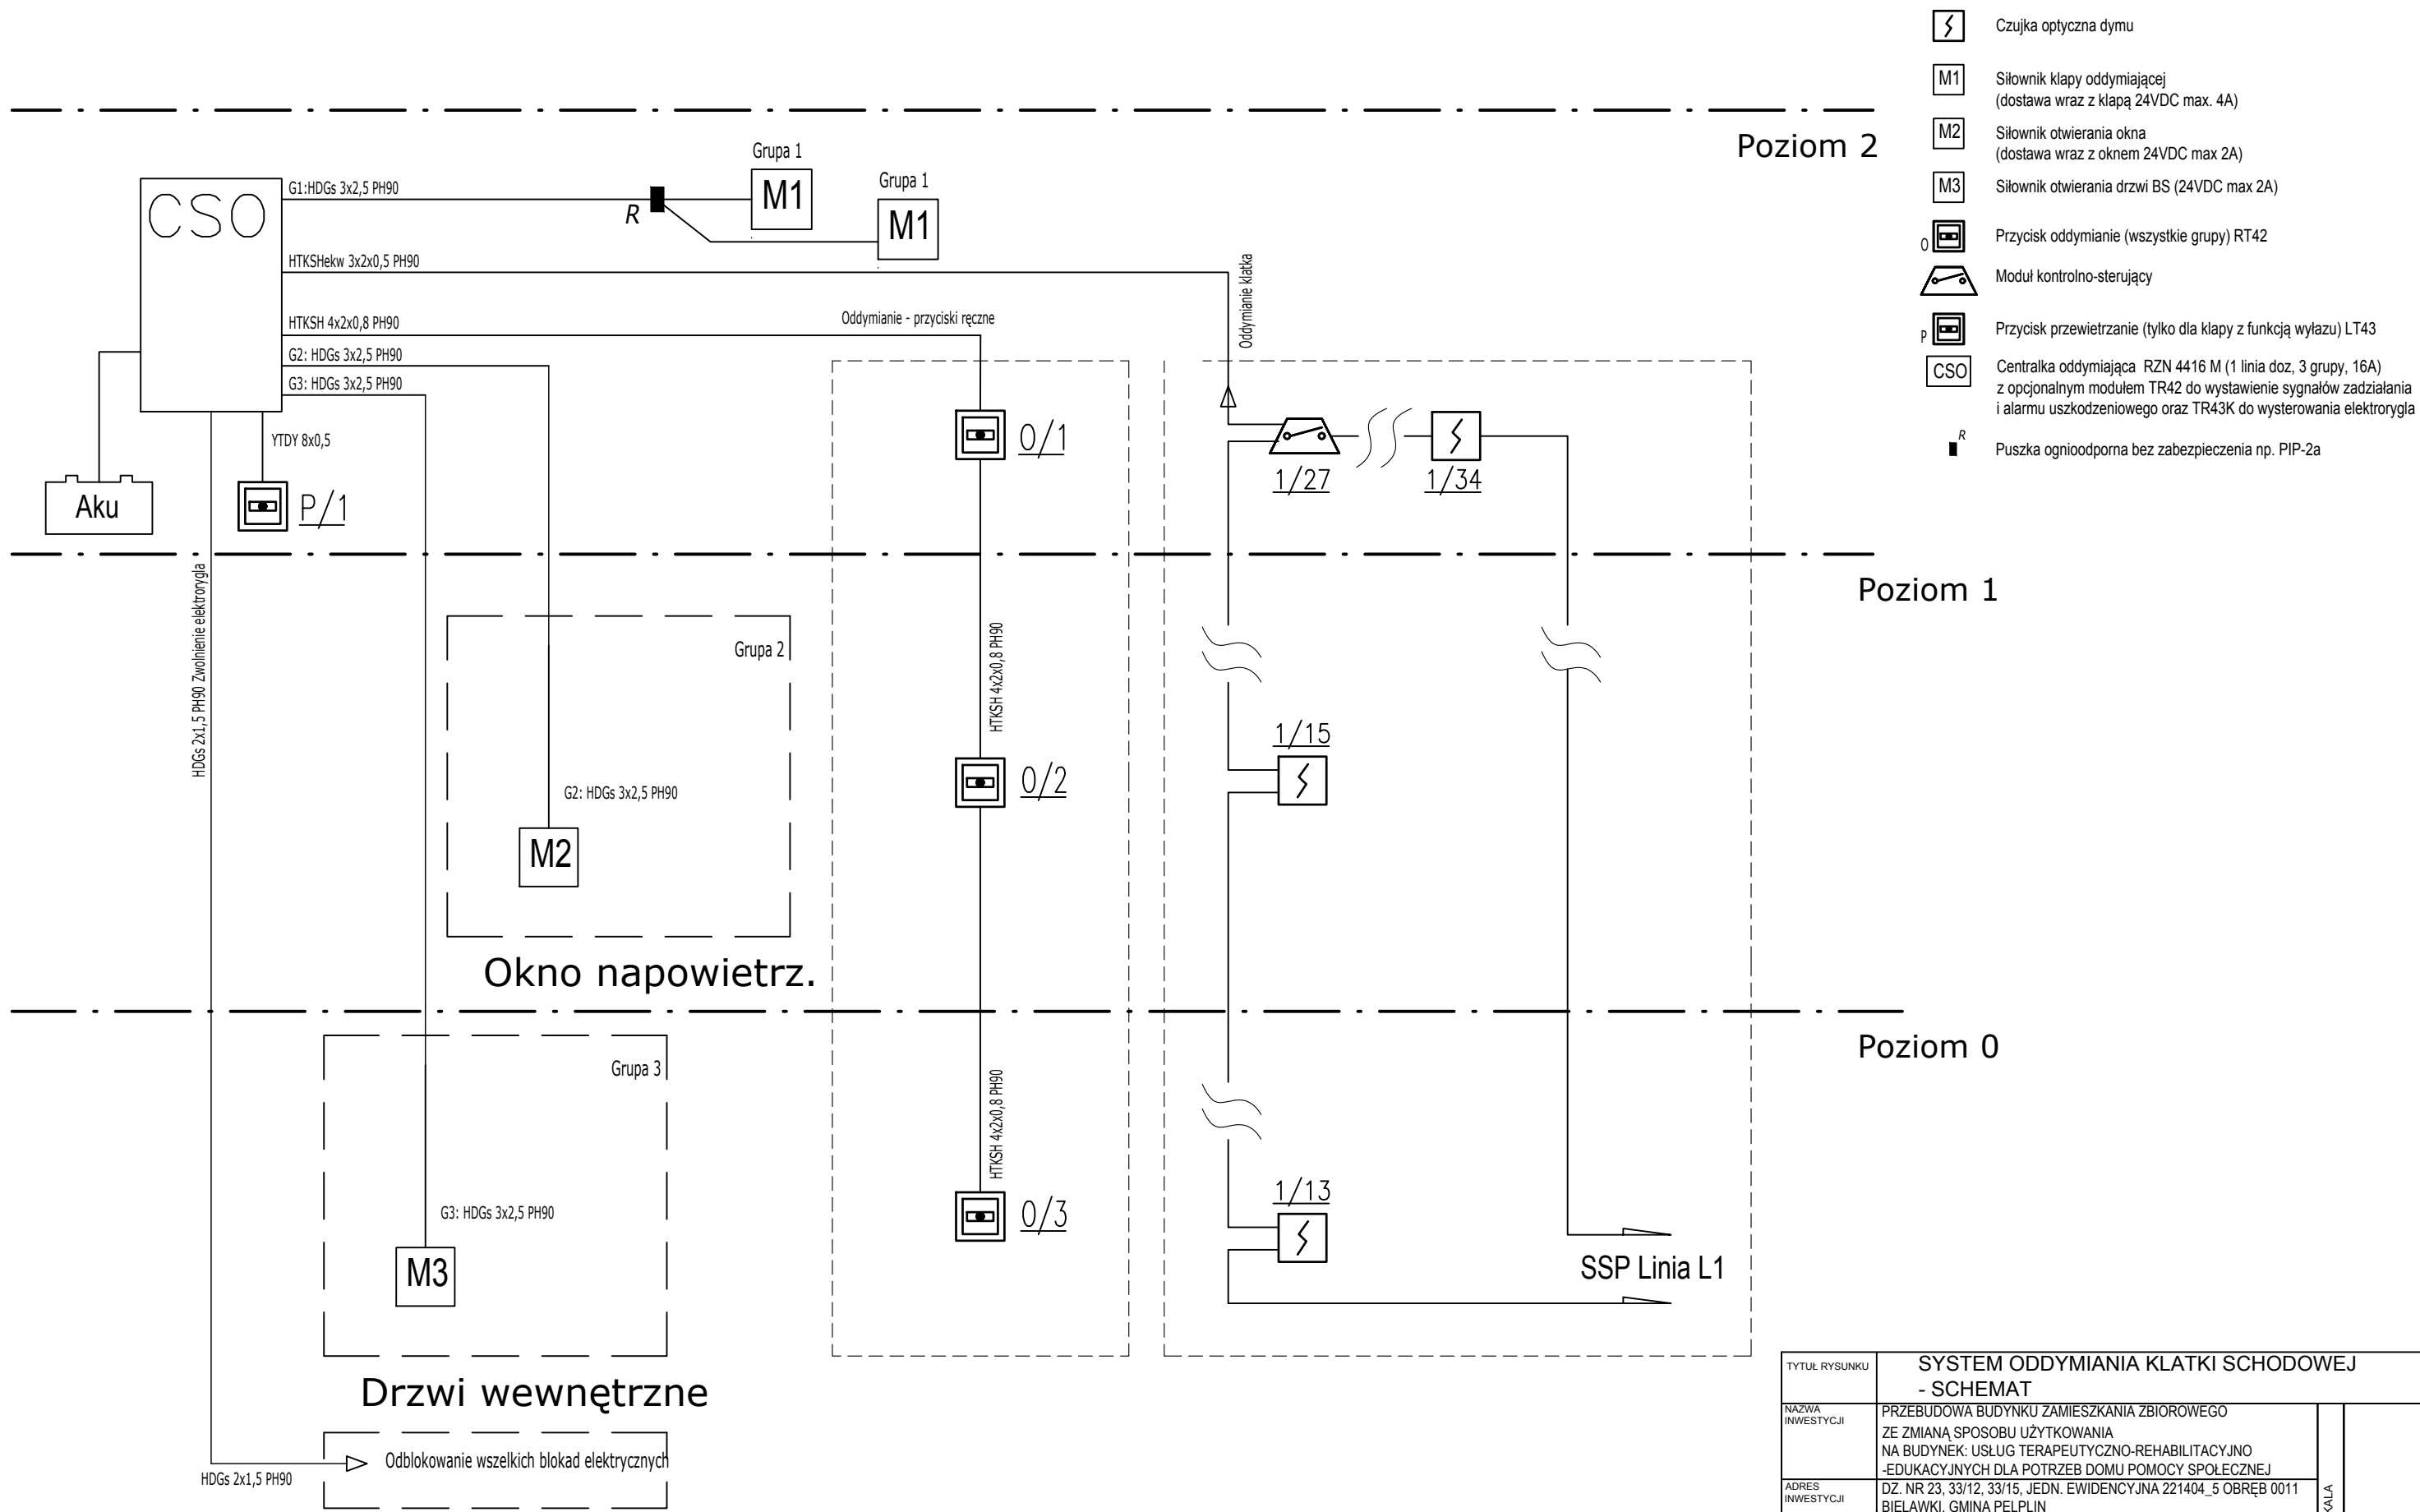 Czujka optyczna dymu
M1
Siłownik klapy oddymiającej
(dostawa wraz z klapą 24VDC max. 4A)
M2
Siłownik otwierania okna
(dostawa wraz z oknem 24VDC max 2A)
M3
Siłownik otwierania drzwi BS (24VDC max 2A)
O
Przycisk oddymianie (wszystkie grupy) RT42
Moduł kontrolno-sterujący
P
Przycisk przewietrzanie (tylko dla klapy z funkcją wyłazu) LT43
CSO
Centralka oddymiająca RZN 4416 M (1 linia doz, 3 grupy, 16A)
z opcjonalnym modułem TR42 do wystawienie sygnałów zadziałania
i alarmu uszkodzeniowego oraz TR43K do wysterowania elektrorygla
R
Puszka ognioodporna bez zabezpieczenia np. PIP-2a
Poziom 2
CSO
G1:HDGs 3x2,5 PH90
R
Grupa 1
M1
Grupa 1
M1
HTKSHekw 3x2x0,5 PH90
Oddymianie klatka
HTKSH 4x2x0,8 PH90
Oddymianie - przyciski ręczne
G2: HDGs 3x2,5 PH90
G3: HDGs 3x2,5 PH90
YTDY 8x0,5
Aku
P/1
O/1
1/27
1/34
Poziom 1
HDGs 2x1,5 PH90 Zwolnienie elektrorygla
Grupa 2
HTKSH 4x2x0,8 PH90
1/15
G2: HDGs 3x2,5 PH90
O/2
M2
Okno napowietrz.
Poziom 0
Grupa 3
HTKSH 4x2x0,8 PH90
1/13
G3: HDGs 3x2,5 PH90
O/3
M3
SSP Linia L1
Drzwi wewnętrzne
Odblokowanie wszelkich blokad elektrycznych
HDGs 2x1,5 PH90
TYTUŁ RYSUNKU
SYSTEM ODDYMIANIA KLATKI SCHODOWEJ
- SCHEMAT
NAZWA
INWESTYCJI
PRZEBUDOWA BUDYNKU ZAMIESZKANIA ZBIOROWEGO
ZE ZMIANĄ SPOSOBU UŻYTKOWANIA
NA BUDYNEK: USŁUG TERAPEUTYCZNO-REHABILITACYJNO
-EDUKACYJNYCH DLA POTRZEB DOMU POMOCY SPOŁECZNEJ
ADRES
INWESTYCJI
DZ. NR 23, 33/12, 33/15, JEDN. EWIDENCYJNA 221404_5 OBRĘB 0011
BIELAWKI, GMINA PELPLIN